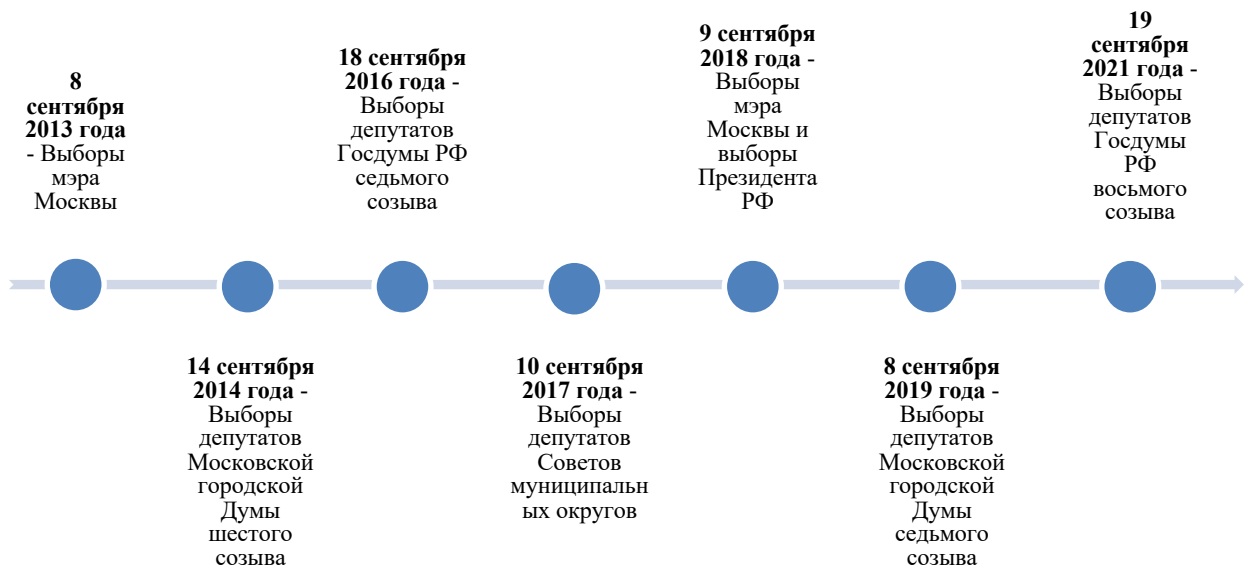 8
сентября
2013 года
- Выборы
мэра
Москвы
14 сентября
2014 года -
Выборы
депутатов
Московской
городской
Думы
шестого
созыва
18 сентября
2016 года -
Выборы
депутатов
Госдумы РФ
седьмого
созыва
10 сентября
2017 года -
Выборы
депутатов
Советов
муниципальн
ых округов
9 сентября
2018 года -
Выборы
мэра
Москвы и
выборы
Президента
РФ
8 сентября
2019 года -
Выборы
депутатов
Московской
городской
Думы
седьмого
созыва
19
сентября
2021 года -
Выборы
депутатов
Госдумы
РФ
восьмого
созыва